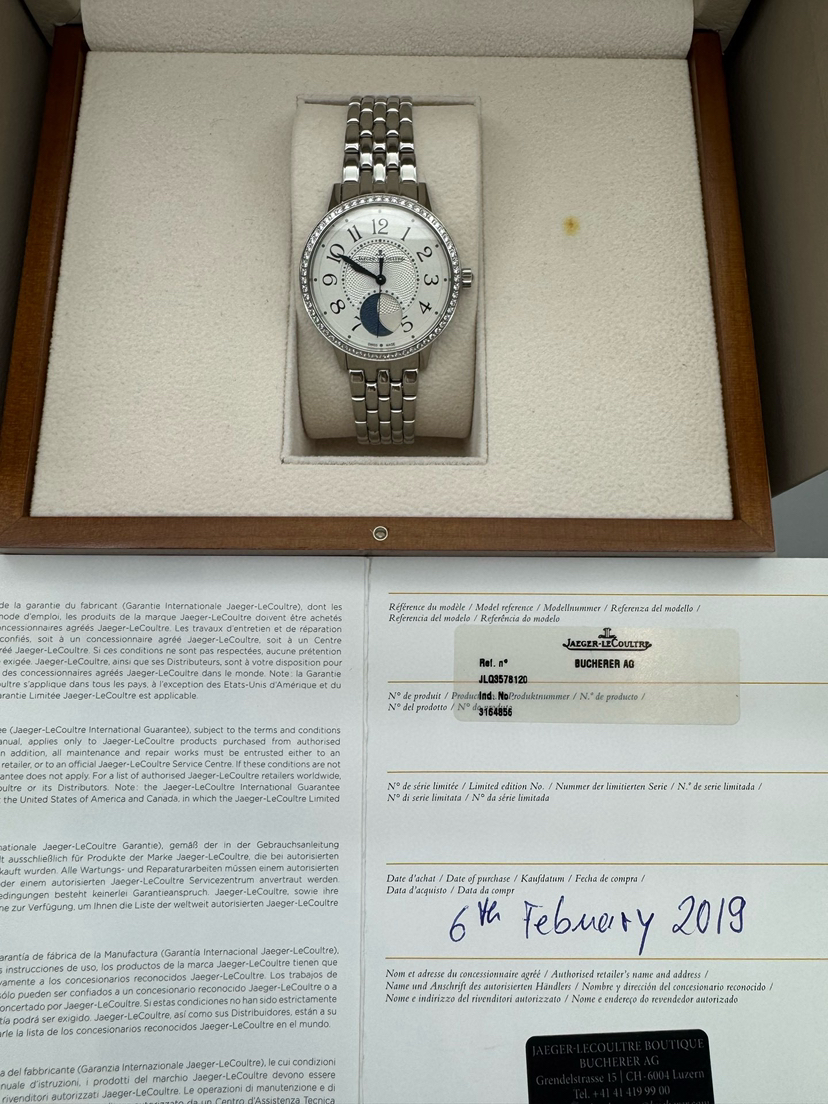 12
1
2
3
4
5
7
8
9
10
11
JAEGER-LECOULTRE
SWISS MADE
de la garantie du fabricant (Garantie Internationale Jaeger-LeCoultre), dont les
mode d'emploi, les produits de la marque Jaeger-LeCoultre doivent être achetés
concessionnaires agréés Jaeger-LeCoultre. Les travaux d'entretien et de réparation
confiés, soit à un concessionnaire agréé Jaeger-LeCoultre, soit à un Centre
réé Jaeger-LeCoultre. Si ces conditions ne sont pas respectées, aucune prétention
exigée. Jaeger-LeCoultre, ainsi que ses Distributeurs, sont à votre disposition pour
des concessionnaires agréés Jaeger-LeCoultre dans le monde. Note : la Garantie
oultre s'applique dans tous les pays, à l'exception des Etats-Unis d'Amérique et du
arantie Limitée Jaeger-LeCoultre est applicable.
ee (Jaeger-LeCoultre International Guarantee), subject to the terms and conditions
anual, applies only to Jaeger-LeCoultre products purchased from authorised
n addition, all maintenance and repair works must be entrusted either to an
retailer, or to an official Jaeger-LeCoultre Service Centre. If these conditions are not
antee does not apply. For a list of authorised Jaeger-LeCoultre retailers worldwide,
oultre or its Distributors. Note: the Jaeger-LeCoultre International Guarantee
t the United States of America and Canada, in which the Jaeger-LeCoultre Limited
nationale Jaeger-LeCoultre Garantie), gemäß der in der Gebrauchsanleitung
lt ausschließlich für Produkte der Marke Jaeger-LeCoultre, die bei autorisierten
kauft wurden. Alle Wartungs- und Reparaturarbeiten müssen einem autorisierten
der einem autorisierten Jaeger-LeCoultre Servicezentrum anvertraut werden.
edingungen besteht keinerlei Garantieanspruch. Jaeger-LeCoultre, sowie ihre
ne zur Verfügung, um Ihnen die Liste der weltweit autorisierten Jaeger-LeCoultre
arantía de fábrica de la Manufactura (Garantía Internacional Jaeger-LeCoultre),
s instrucciones de uso, los productos de la marca Jaeger-LeCoultre tienen que
vamente a los concesionarios reconocidos Jaeger-LeCoultre. Los trabajos de
sólo pueden ser confiados a un concesionario reconocido Jaeger-LeCoultre o a
oncertado por Jaeger-LeCoultre. Si estas condiciones no han sido estrictamente
tía podrá ser exigido. Jaeger-LeCoultre, así como sus Distribuidores, están a su
arle la lista de los concesionarios reconocidos Jaeger-LeCoultre en el mundo.
a del fabbricante (Garanzia Internazionale Jaeger-LeCoultre), le cui condizioni
nuale d'istruzioni, i prodotti del marchio Jaeger-LeCoultre devono essere
rivenditori autorizzati Jaeger-LeCoultre. Le operazioni di manutenzione e di
da un Centro d'Assistenza Tecnica
Référence du modèle / Model reference / Modellnummer / Referenza del modello /
Referencia del modelo / Referência do modelo
JAEGER-LECOULTRE
Ref. n° BUCHERER AG
JLQ3578120
N° de produit / Produktnummer / N.° de producto /
Ind. No
N° del prodotto / N° do
3164855
N° de série limitée / Limited edition No. / Nummer der limitierten Serie / N.° de serie limitada /
N° di serie limitata / N° da série limitada
Date d'achat / Date of purchase / Kaufdatum / Fecha de compra /
Data d'acquisto / Data da compr
6th February 2019
Nom et adresse du concessionnaire agréé / Authorised retailer's name and address /
Name und Anschrift des autorisierten Händlers / Nombre y dirección del concesionario reconocido /
Nome e indirizzo del rivenditori autorizzato / Nome e endereço do revendedor autorizado
JAEGER-LECOULTRE BOUTIQUE
BUCHERER AG
Grendelstrasse 15 | CH-6004 Luzern
Tel. +41 41 419 99 00